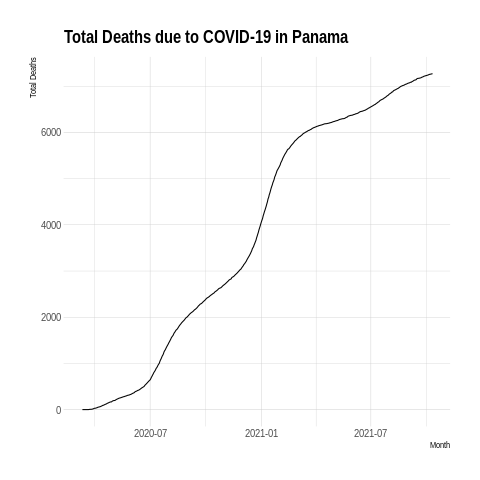 Total Deaths due to COVID-19 in Panama
Total Deaths
6000
4000
2000
0
2020-07 2021-01 2021-07
Month